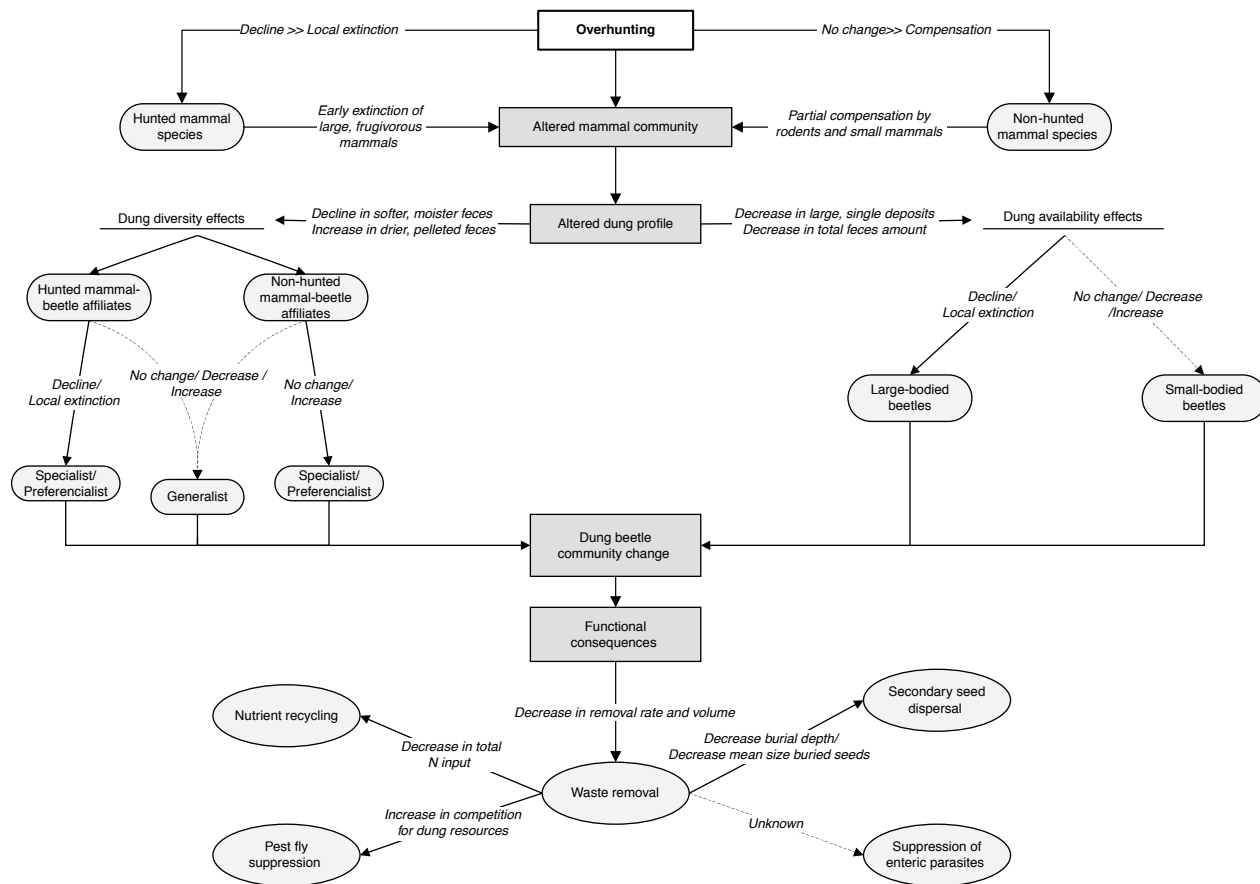 Overhunting
Decline >> Local extinction
No change>> Compensation
Hunted mammal
species
Early extinction of
large, frugivorous
mammals
Altered mammal community
Partial compensation by
rodents and small mammals
Non-hunted
mammal species
Dung diversity effects
Decline in softer, moister feces
Increase in drier, pelleted feces
Altered dung profile
Decrease in large, single deposits
Decrease in total feces amount
Dung availability effects
Hunted mammal-
beetle affiliates
Non-hunted
mammal-beetle
affiliates
Decline/
Local extinction
No change/ Decrease
/Increase
Decline/
Local extinction
No change/ Decrease /
Increase
No change/
Increase
Large-bodied
beetles
Small-bodied
beetles
Specialist/
Preferencialist
Generalist
Specialist/
Preferencialist
Dung beetle
community change
Functional
consequences
Nutrient recycling
Decrease in removal rate and volume
Secondary seed
dispersal
Decrease in total
N input
Decrease burial depth/
Decrease mean size buried seeds
Waste removal
Increase in competition
for dung resources
Unknown
Pest fly
suppression
Suppression of
enteric parasites